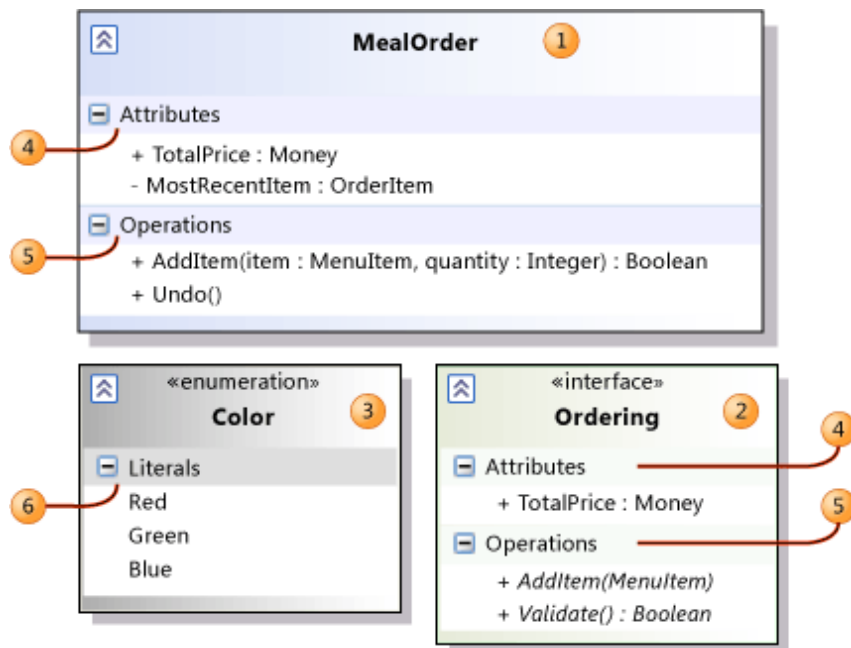 MealOrder 1
Attributes
4
+ TotalPrice : Money
- MostRecentItem : OrderItem
Operations
5
+ AddItem(item : MenuItem, quantity : Integer) : Boolean
+ Undo()
«enumeration»
Color 3
Literals
6
Red
Green
Blue
«interface»
Ordering 2
4
Attributes
+ TotalPrice : Money
5
Operations
+ AddItem(MenuItem)
+ Validate() : Boolean